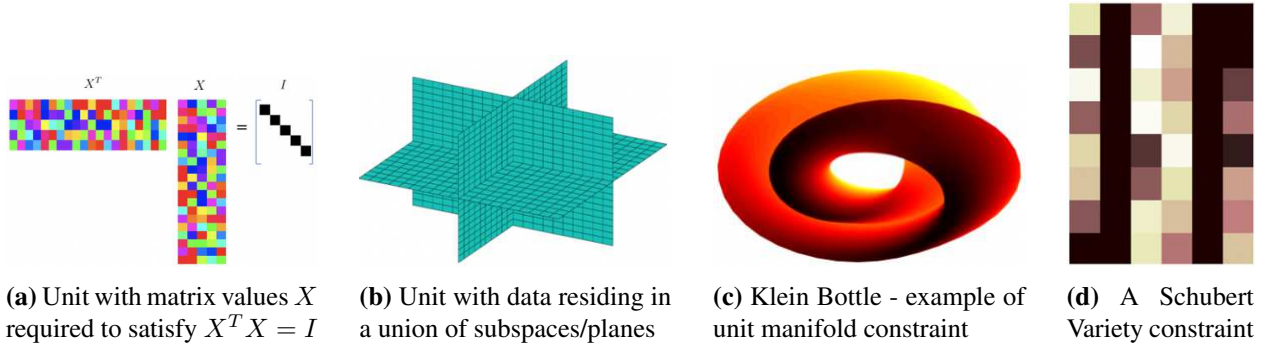 X^T
X
I
=
(a) Unit with matrix values X
required to satisfy X^T X = I
(b) Unit with data residing in
a union of subspaces/planes
(c) Klein Bottle - example of
unit manifold constraint
(d) A Schubert
Variety constraint